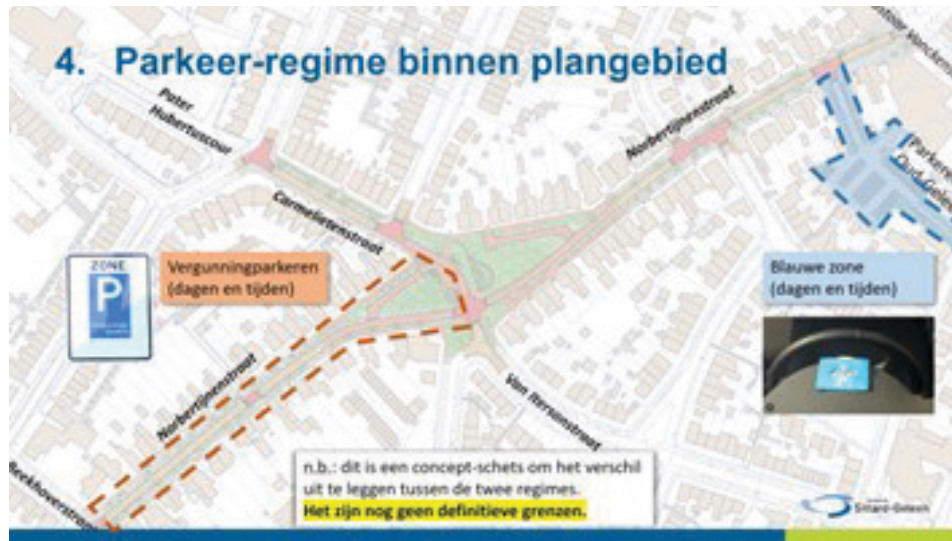 4. Parkeer-regime binnen plangebied
Pater
Hubertuscour
Norbertijnenstraat
Carmelietenstraat
ZONE
P
Vergunningparkeren
(dagen en tijden)
Blauwe zone
(dagen en tijden)
Norbertijnenstraat
Von Itersonstraat
n.b.: dit is een concept-schets om het verschil
uit te leggen tussen de twee regimes.
Het zijn nog geen definitieve grenzen.
Sittard-Geleen